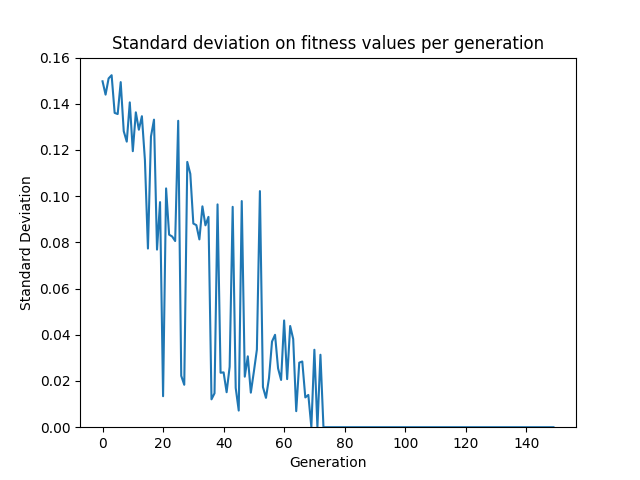 Standard deviation on fitness values per generation
0.16
0.14
0.12
0.10
0.08
0.06
0.04
0.02
0.00
Standard Deviation
0 20 40 60 80 100 120 140
Generation